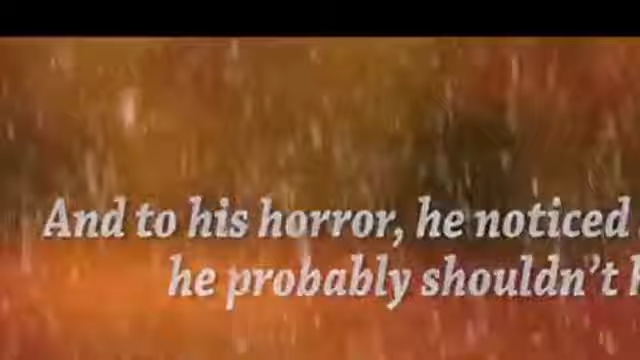 And to his horror, he noticed
he probably shouldn't